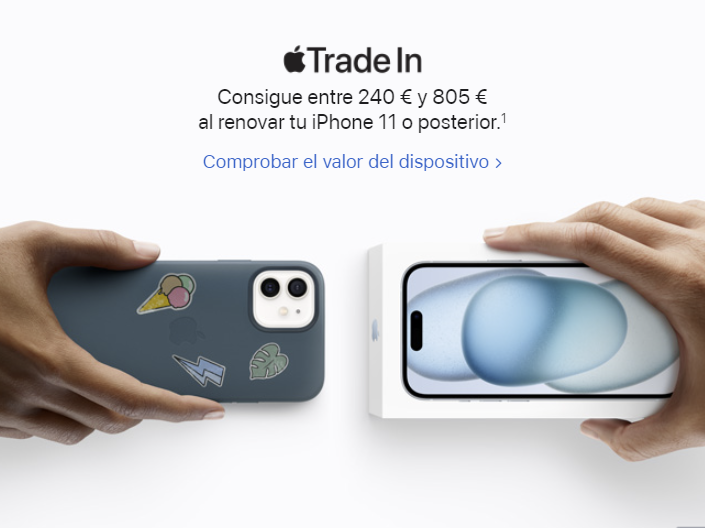 Trade In
Consigue entre 240 € y 805 €
al renovar tu iPhone 11 o posterior.¹
Comprobar el valor del dispositivo >